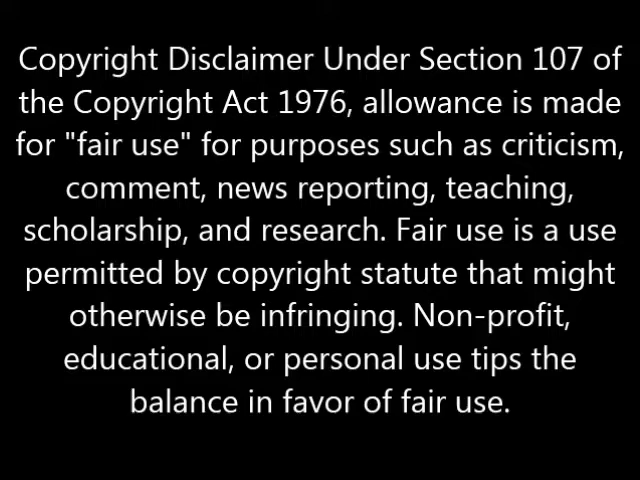 Copyright Disclaimer Under Section 107 of
the Copyright Act 1976, allowance is made
for "fair use" for purposes such as criticism,
comment, news reporting, teaching,
scholarship, and research. Fair use is a use
permitted by copyright statute that might
otherwise be infringing. Non-profit,
educational, or personal use tips the
balance in favor of fair use.